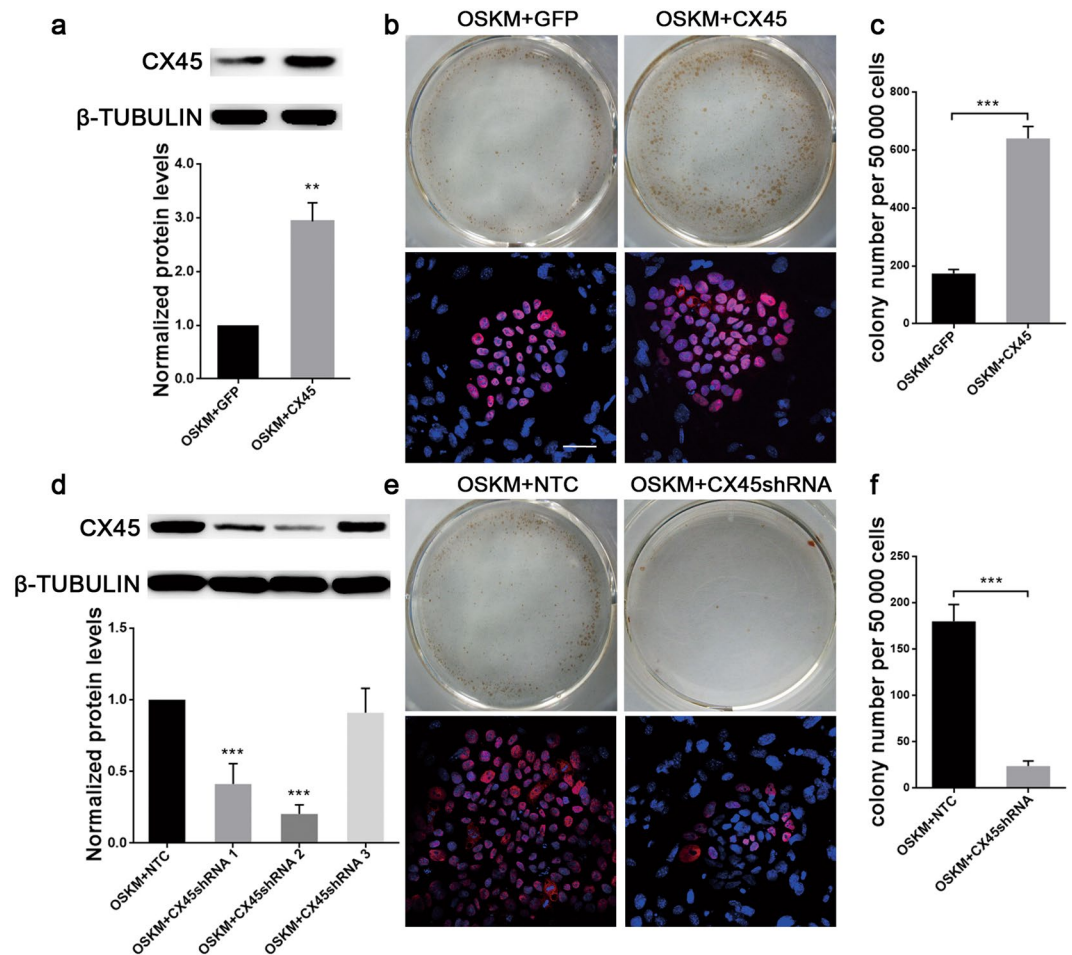 a
CX45
β-TUBULIN
Normalized protein levels
4.0
3.0
2.0
1.0
0.0
**
OSKM+GFP
OSKM+CX45
b
OSKM+GFP
OSKM+CX45
c
colony number per 50 000 cells
800
600
400
200
0
***
OSKM+GFP
OSKM+CX45
d
CX45
β-TUBULIN
Normalized protein levels
1.5
1.0
0.5
0.0
***
***
OSKM+NTC
OSKM+CX45shRNA 1
OSKM+CX45shRNA 2
OSKM+CX45shRNA 3
e
OSKM+NTC
OSKM+CX45shRNA
f
colony number per 50 000 cells
250
200
150
100
50
0
***
OSKM+NTC
OSKM+CX45shRNA